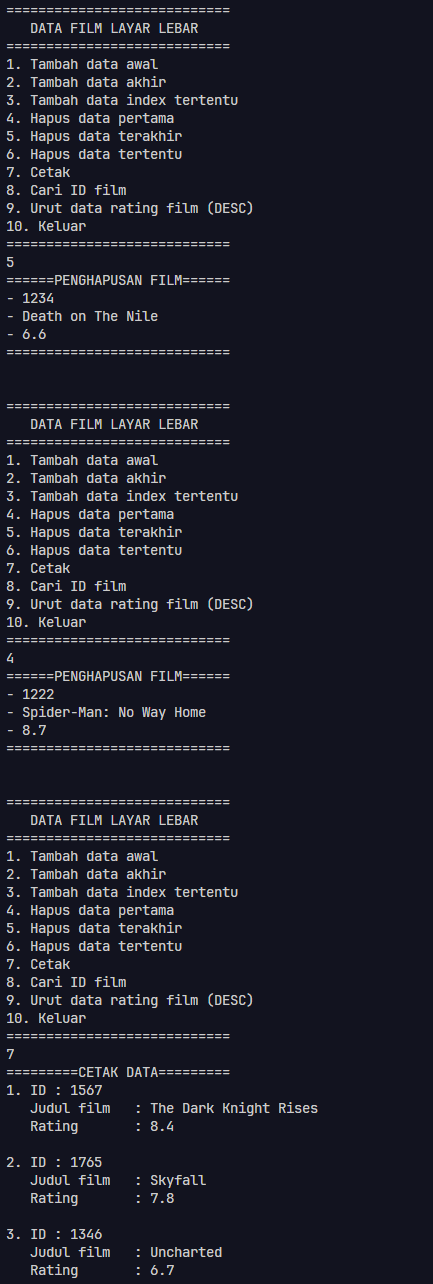 ============================
   DATA FILM LAYAR LEBAR
============================
1. Tambah data awal
2. Tambah data akhir
3. Tambah data index tertentu
4. Hapus data pertama
5. Hapus data terakhir
6. Hapus data tertentu
7. Cetak
8. Cari ID film
9. Urut data rating film (DESC)
10. Keluar
============================
5
======PENGHAPUSAN FILM======
- 1234
- Death on The Nile
- 6.6
============================
============================
   DATA FILM LAYAR LEBAR
============================
1. Tambah data awal
2. Tambah data akhir
3. Tambah data index tertentu
4. Hapus data pertama
5. Hapus data terakhir
6. Hapus data tertentu
7. Cetak
8. Cari ID film
9. Urut data rating film (DESC)
10. Keluar
============================
4
======PENGHAPUSAN FILM======
- 1222
- Spider-Man: No Way Home
- 8.7
============================
============================
   DATA FILM LAYAR LEBAR
============================
1. Tambah data awal
2. Tambah data akhir
3. Tambah data index tertentu
4. Hapus data pertama
5. Hapus data terakhir
6. Hapus data tertentu
7. Cetak
8. Cari ID film
9. Urut data rating film (DESC)
10. Keluar
============================
7
=========CETAK DATA=========
1. ID : 1567
   Judul film   : The Dark Knight Rises
   Rating       : 8.4
2. ID : 1765
   Judul film   : Skyfall
   Rating       : 7.8
3. ID : 1346
   Judul film   : Uncharted
   Rating       : 6.7